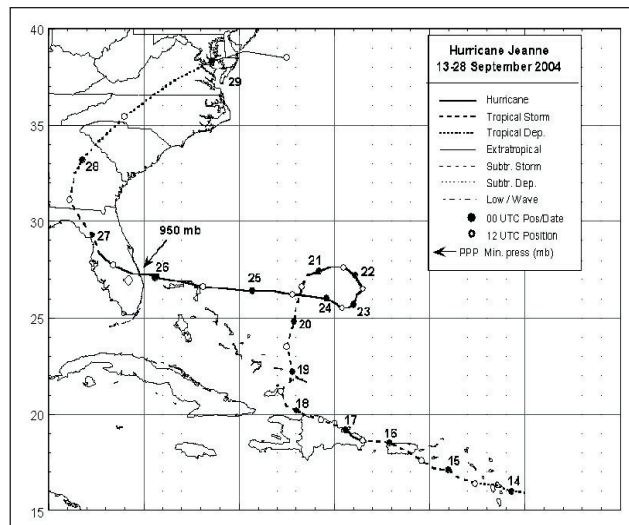 40
35
30
25
20
15
Hurricane Jeanne
13-28 September 2004
Hurricane
Tropical Storm
Tropical Dep.
Extratropical
Subtr. Storm
Subtr. Dep.
Low / Wave
00 UTC Pos/Date
12 UTC Position
PPP Min. press (mb)
29
28
27
950 mb
26
25
21
22
24
23
20
19
18
17
16
15
14